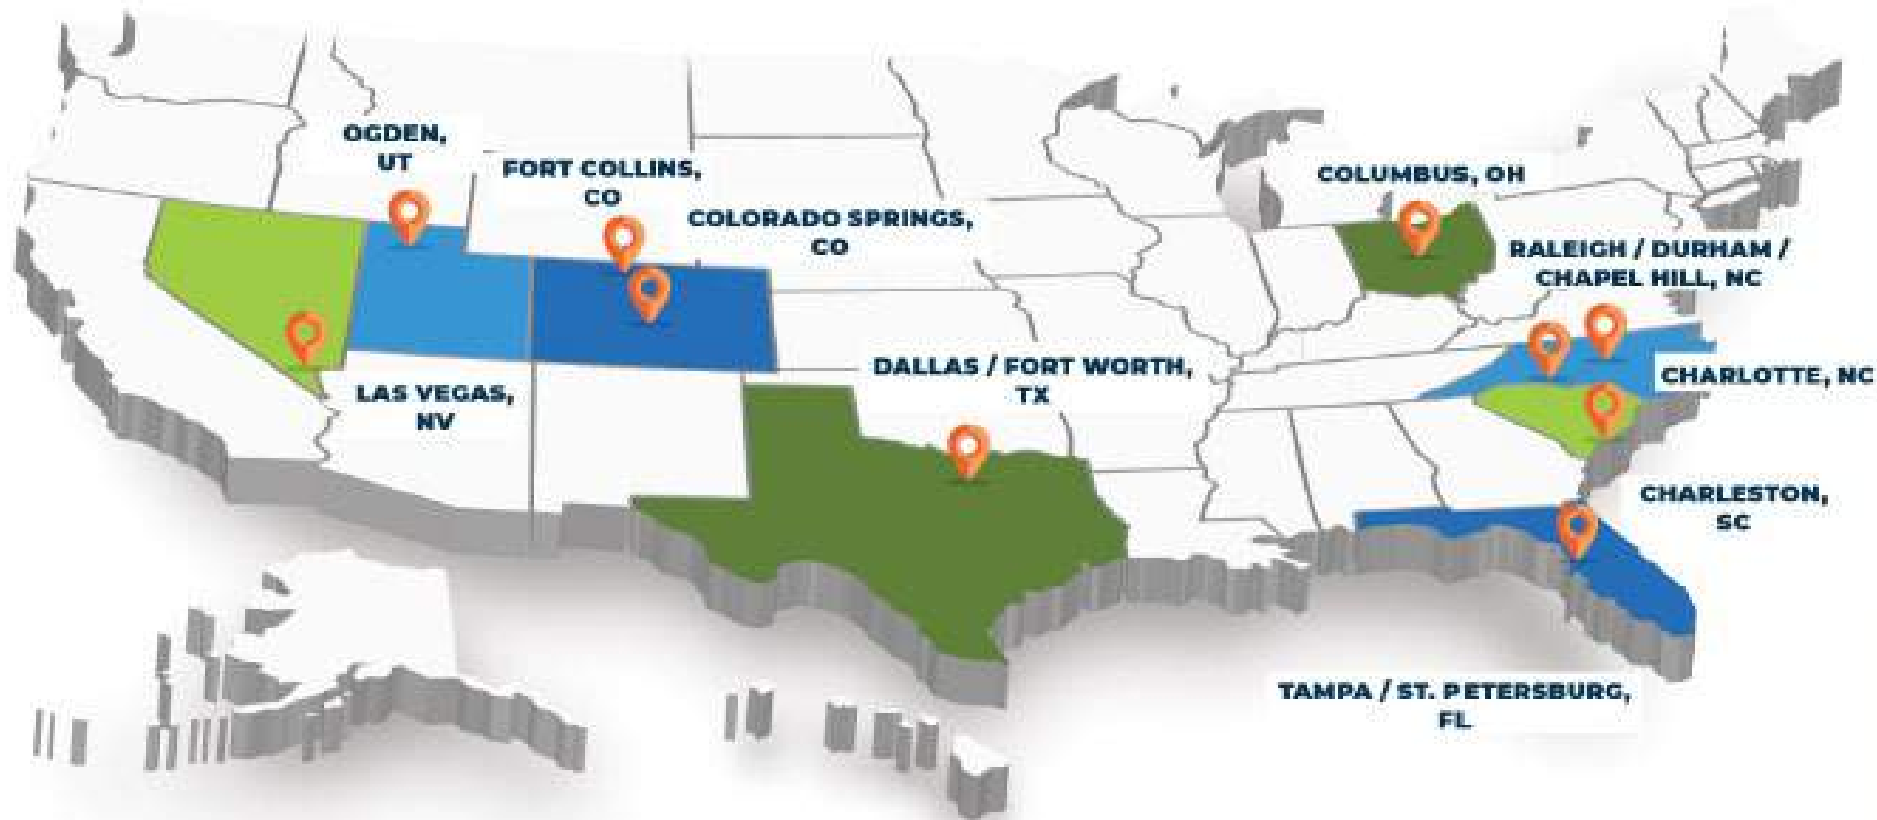 OGDEN,
UT
FORT COLLINS,
CO
COLORADO SPRINGS,
CO
COLUMBUS, OH
RALEIGH / DURHAM /
CHAPEL HILL, NC
LAS VEGAS,
NV
DALLAS / FORT WORTH,
TX
CHARLOTTE, NC
CHARLESTON,
SC
TAMPA / ST. PETERSBURG,
FL